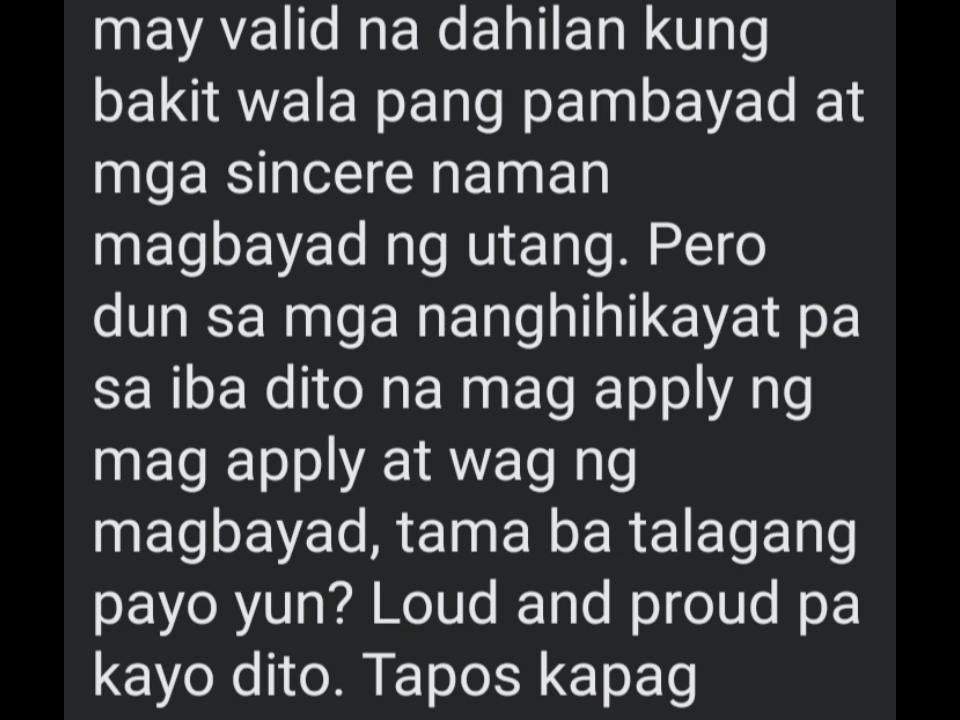 may valid na dahilan kung
bakit wala pang pambayad at
mga sincere naman
magbayad ng utang. Pero
dun sa mga nanghihikayat pa
sa iba dito na mag apply ng
mag apply at wag ng
magbayad, tama ba talagang
payo yun? Loud and proud pa
kayo dito. Tapos kapag